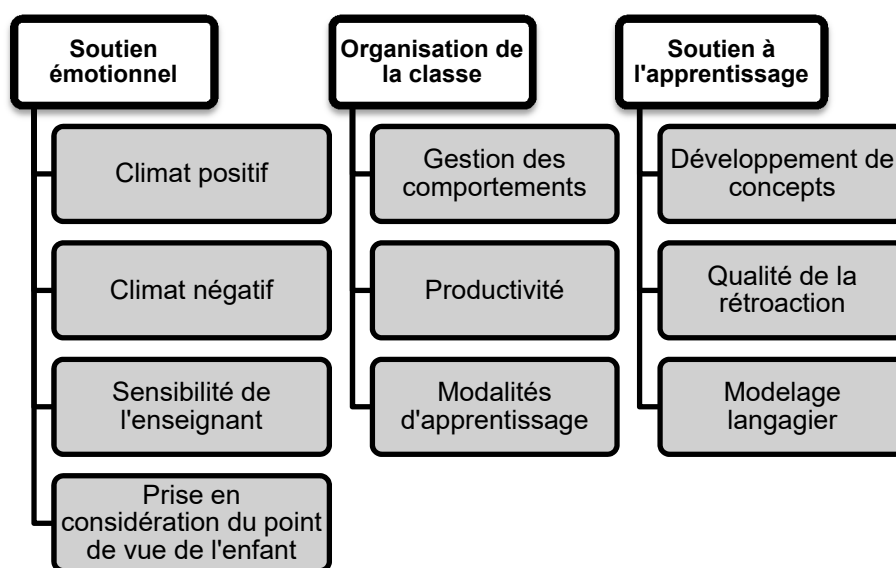 Soutien
émotionnel
Climat positif
Climat négatif
Sensibilité de
l'enseignant
Prise en
considération du point
de vue de l'enfant
Organisation de
la classe
Gestion des
comportements
Productivité
Modalités
d'apprentissage
Soutien à
l'apprentissage
Développement de
concepts
Qualité de la
rétroaction
Modelage
langagier